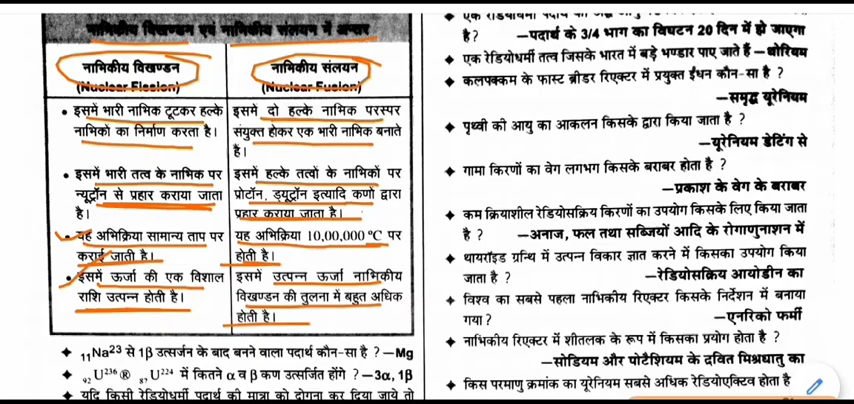 नाभिकीय विखण्डन एवं नाभिकीय संलयन में अन्तर
नाभिकीय विखण्डन
(Nuclear Fission)
नाभिकीय संलयन
(Nuclear Fusion)
• इसमें भारी नाभिक टूटकर हल्के
नाभिकों का निर्माण करता है।
इसमें दो हल्के नाभिक परस्पर
संयुक्त होकर एक भारी नाभिक बनाते
हैं।
• इसमें भारी तत्व के नाभिक पर
न्यूट्रॉन से प्रहार कराया जाता
है।
इसमें हल्के तत्वों के नाभिकों पर
प्रोटॉन, ड्यूट्रॉन इत्यादि कणों द्वारा
प्रहार कराया जाता है।
• यह अभिक्रिया सामान्य ताप पर
कराई जाती है।
यह अभिक्रिया 10,00,000 °C पर
होती है।
• इसमें ऊर्जा की एक विशाल
राशि उत्पन्न होती है।
इसमें उत्पन्न ऊर्जा नाभिकीय
विखण्डन की तुलना में बहुत अधिक
होती है।
₁₁Na²³ से 1β उत्सर्जन के बाद बनने वाला पदार्थ कौन-सा है ? —Mg
₉₂U²³⁶ ® ₈₇U²²⁴ में कितने α व β कण उत्सर्जित होंगे ? —3α, 1β
यदि किसी रेडियोधर्मी पदार्थ की मात्रा को दोगुना कर दिया जाये तो
है? —पदार्थ के 3/4 भाग का विघटन 20 दिन में हो जाएगा
एक रेडियोधर्मी तत्व जिसके भारत में बड़े भण्डार पाए जाते हैं —थोरियम
कलपक्कम के फास्ट ब्रीडर रिएक्टर में प्रयुक्त ईंधन कौन-सा है ?
—समृद्ध यूरेनियम
पृथ्वी की आयु का आकलन किसके द्वारा किया जाता है ?
—यूरेनियम डेटिंग से
गामा किरणों का वेग लगभग किसके बराबर होता है ?
—प्रकाश के वेग के बराबर
कम क्रियाशील रेडियोसक्रिय किरणों का उपयोग किसके लिए किया जाता
है ? —अनाज, फल तथा सब्जियों आदि के रोगाणुनाशन में
थायरॉइड ग्रन्थि में उत्पन्न विकार ज्ञात करने में किसका उपयोग किया
जाता है ? —रेडियोसक्रिय आयोडीन का
विश्व का सबसे पहला नाभिकीय रिएक्टर किसके निर्देशन में बनाया
गया ? —एनरिको फर्मी
नाभिकीय रिएक्टर में शीतलक के रूप में किसका प्रयोग होता है ?
—सोडियम और पोटैशियम के द्रवित मिश्रधातु का
किस परमाणु क्रमांक का यूरेनियम सबसे अधिक रेडियोएक्टिव होता है